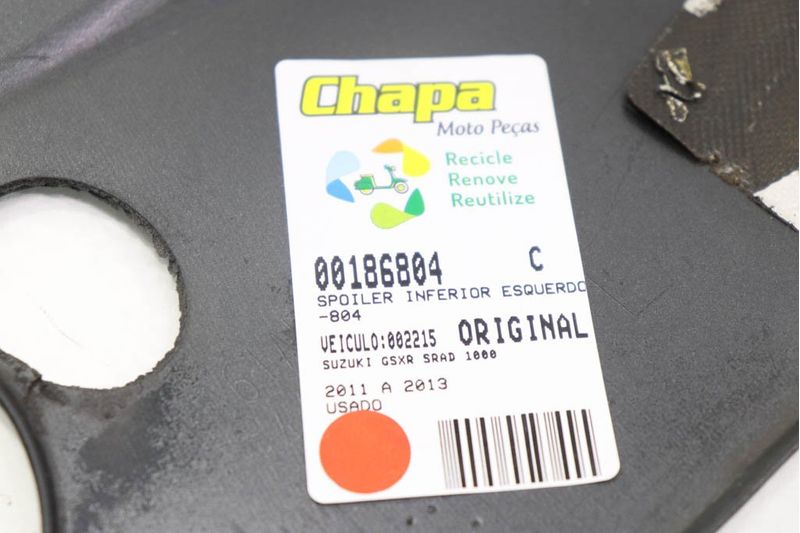 Chapa
Moto Peças
Recicle
Renove
Reutilize
00186804 C
SPOILER INFERIOR ESQUERDO
-804
VEICULO:002215 ORIGINAL
SUZUKI GSXR SRAD 1000
2011 A 2013
USADO